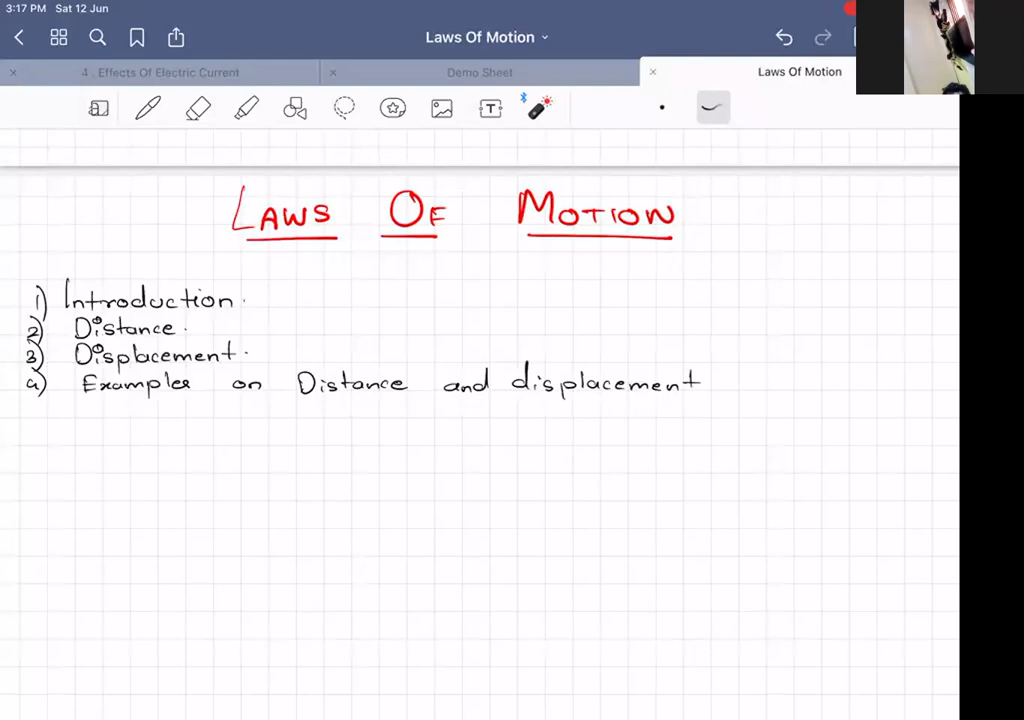 3:17 PM Sat 12 Jun
Laws Of Motion
4 . Effects Of Electric Current
Demo Sheet
Laws Of Motion
T
LAWS OF MOTION
1) Introduction.
2) Distance.
3) Displacement.
4) Examples on Distance and displacement